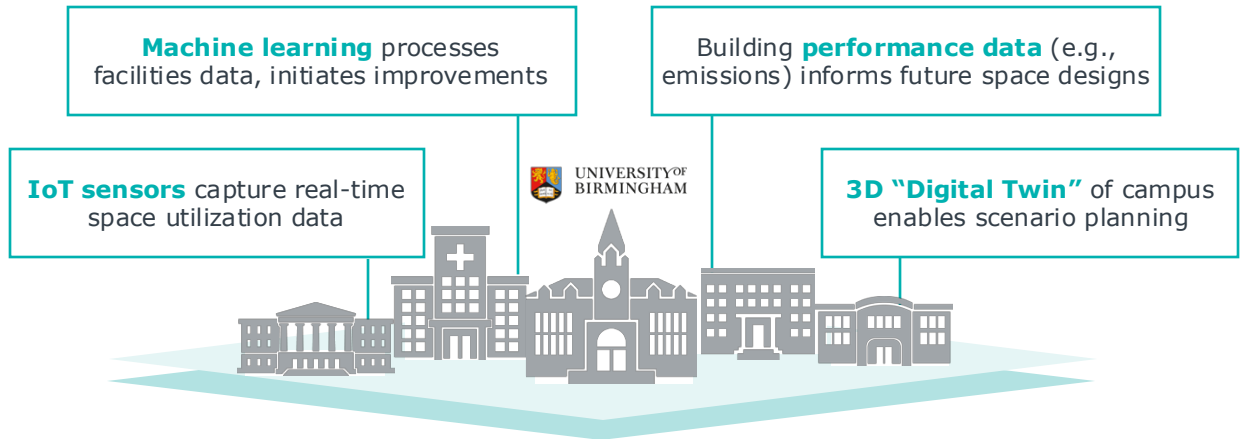 Machine learning processes
facilities data, initiates improvements
Building performance data (e.g.,
emissions) informs future space designs
IoT sensors capture real-time
space utilization data
UNIVERSITY OF
BIRMINGHAM
3D “Digital Twin” of campus
enables scenario planning